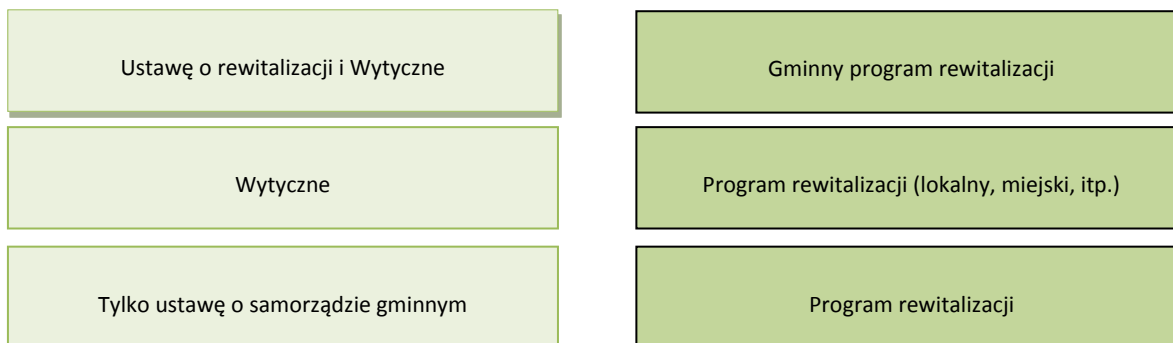 Ustawę o rewitalizacji i Wytyczne
Gminny program rewitalizacji
Wytyczne
Program rewitalizacji (lokalny, miejski, itp.)
Tylko ustawę o samorządzie gminnym
Program rewitalizacji